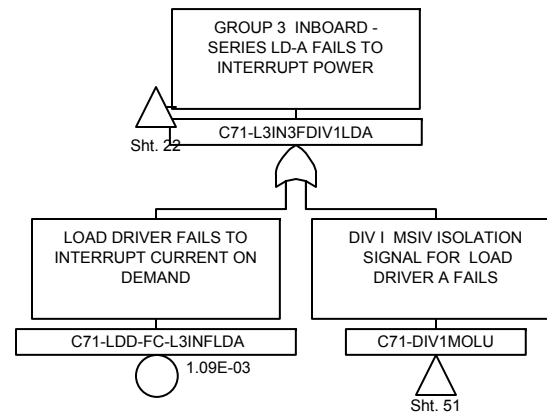 GROUP 3 INBOARD -
SERIES LD-A FAILS TO
INTERRUPT POWER
Sht. 22
C71-L3IN3FDIV1LDA
LOAD DRIVER FAILS TO
INTERRUPT CURRENT ON
DEMAND
C71-LDD-FC-L3INFLDA
1.09E-03
DIV I MSIV ISOLATION
SIGNAL FOR LOAD
DRIVER A FAILS
C71-DIV1MOLU
Sht. 51